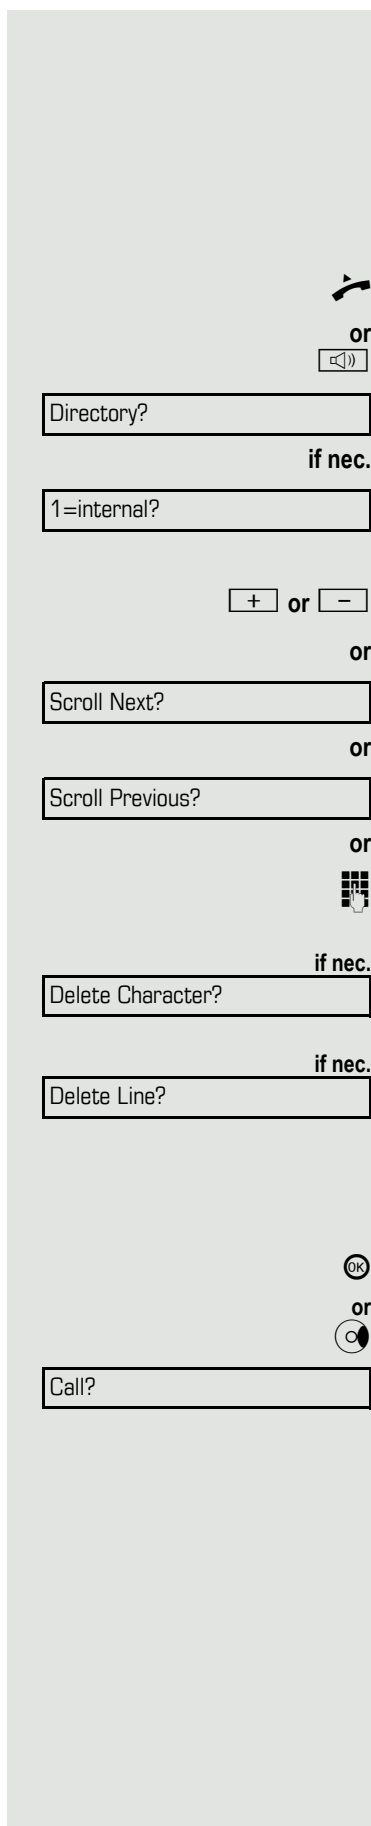 or
Directory?
if nec.
1=internal?
+ or −
or
Scroll Next?
or
Scroll Previous?
or
if nec.
Delete Character?
if nec.
Delete Line?
OK
or
Call?